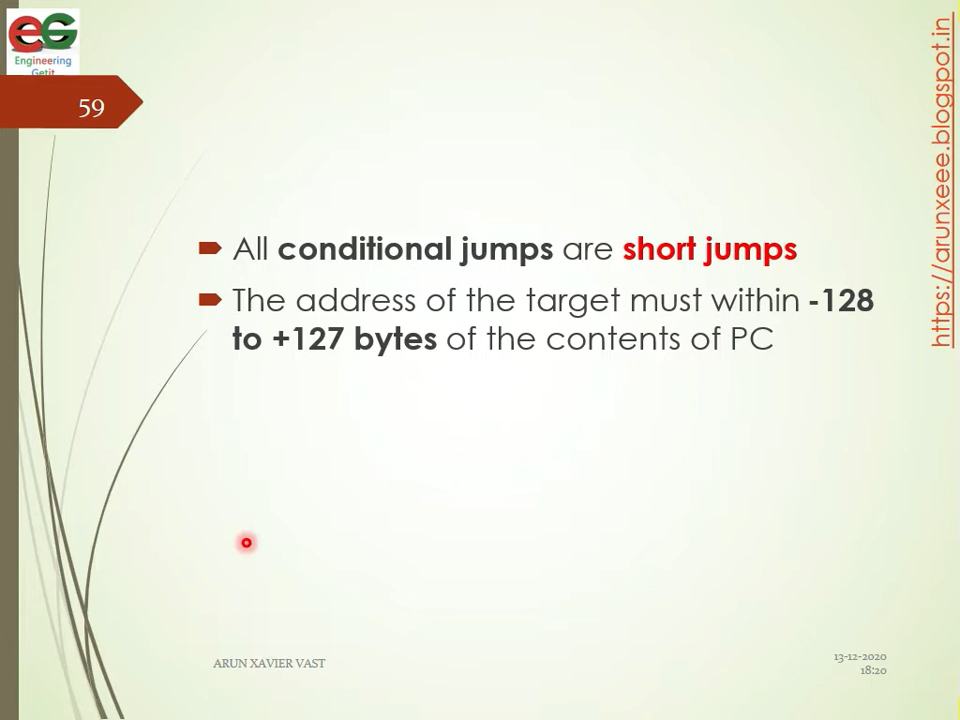 eG
Engineering
Getit
59
https://arunxeee.blogspot.in
All conditional jumps are short jumps
The address of the target must within -128
to +127 bytes of the contents of PC
ARUN XAVIER VAST
13-12-2020
18:20